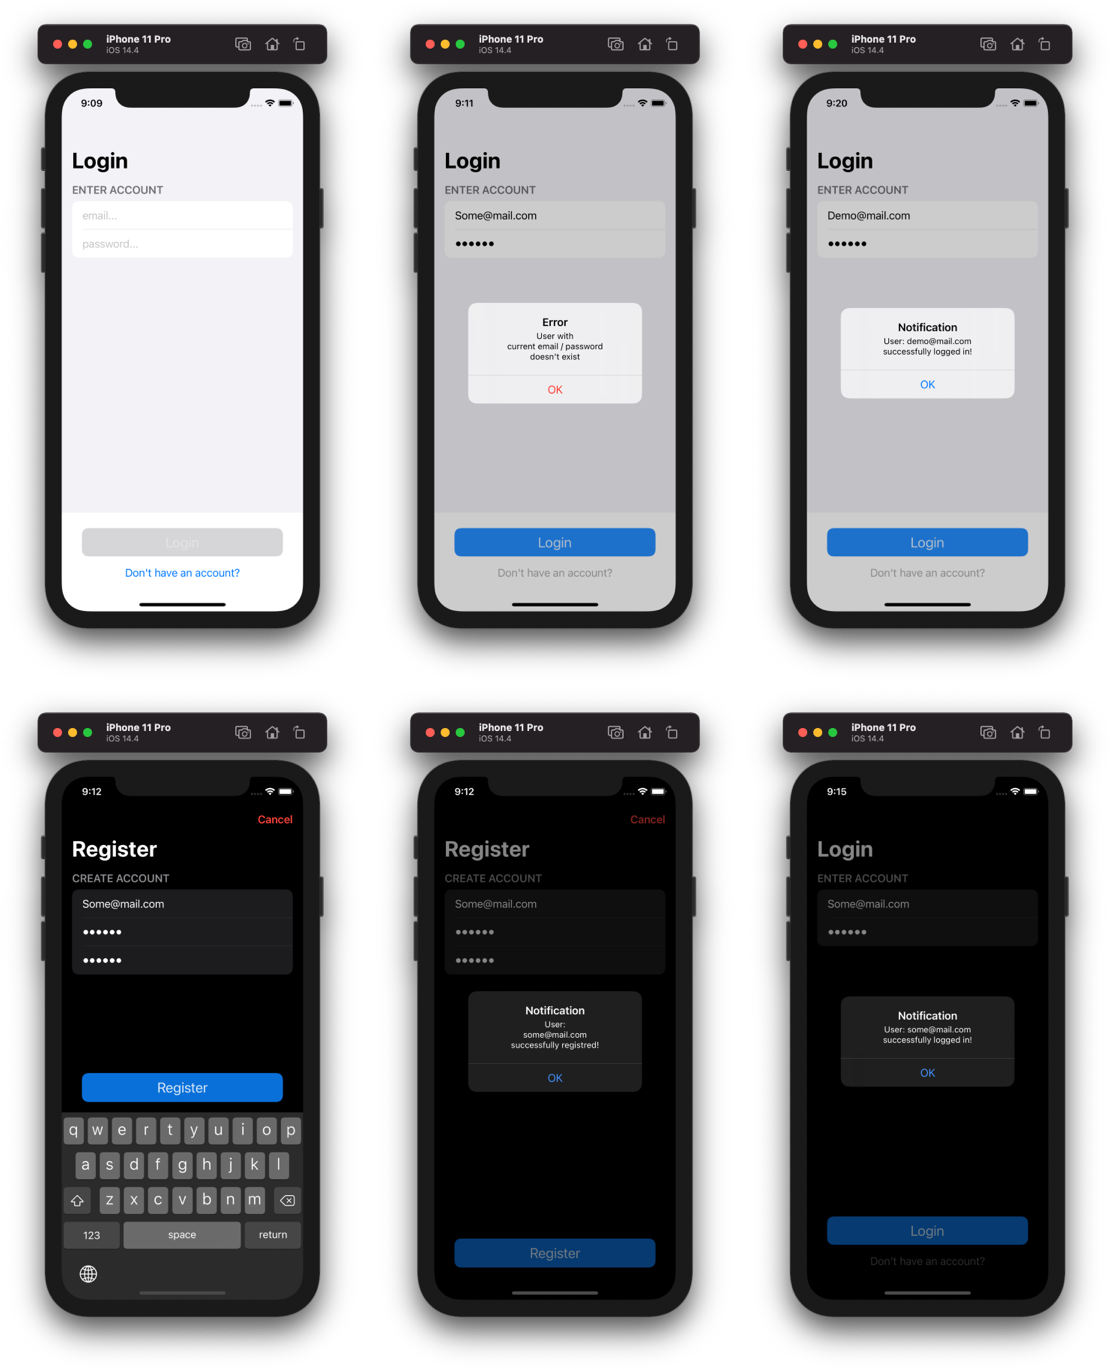 iPhone 11 Pro
iOS 14.4
9:09
Login
ENTER ACCOUNT
email...
password...
Login
Don't have an account?
iPhone 11 Pro
iOS 14.4
9:11
Login
ENTER ACCOUNT
Some@mail.com
••••••
Error
User with
current email / password
doesn't exist
OK
Login
Don't have an account?
iPhone 11 Pro
iOS 14.4
9:20
Login
ENTER ACCOUNT
Demo@mail.com
••••••
Notification
User: demo@mail.com
successfully logged in!
OK
Login
Don't have an account?
iPhone 11 Pro
iOS 14.4
9:12
Cancel
Register
CREATE ACCOUNT
Some@mail.com
••••••
••••••
Register
q w e r t y u i o p
a s d f g h j k l
z x c v b n m
123 space return
iPhone 11 Pro
iOS 14.4
9:12
Cancel
Register
CREATE ACCOUNT
Some@mail.com
••••••
••••••
Notification
User:
some@mail.com
successfully registred!
OK
Register
iPhone 11 Pro
iOS 14.4
9:15
Login
ENTER ACCOUNT
Some@mail.com
••••••
Notification
User: some@mail.com
successfully logged in!
OK
Login
Don't have an account?